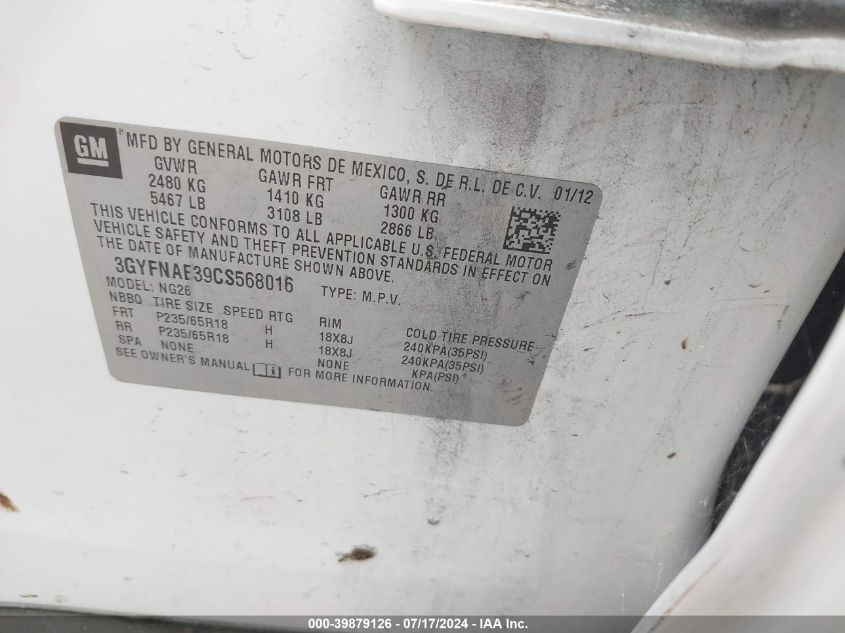 GM ® MFD BY GENERAL MOTORS DE MEXICO, S. DE R.L. DE C.V. 01/12
GVWR GAWR FRT GAWR RR
2480 KG 1410 KG 1300 KG
5467 LB 3108 LB 2866 LB
THIS VEHICLE CONFORMS TO ALL APPLICABLE U.S. FEDERAL MOTOR
VEHICLE SAFETY AND THEFT PREVENTION STANDARDS IN EFFECT ON
THE DATE OF MANUFACTURE SHOWN ABOVE.
3GYFNAE39CS568016 TYPE: M.P.V.
MODEL: NG26
NBBQ TIRE SIZE SPEED RTG RIM COLD TIRE PRESSURE
FRT P235/65R18 H 18X8J 240KPA(35PSI)
RR P235/65R18 H 18X8J 240KPA(35PSI)
SPA NONE NONE KPA(PSI)
SEE OWNER'S MANUAL FOR MORE INFORMATION.
000-39879126 - 07/17/2024 - IAAI, Inc.